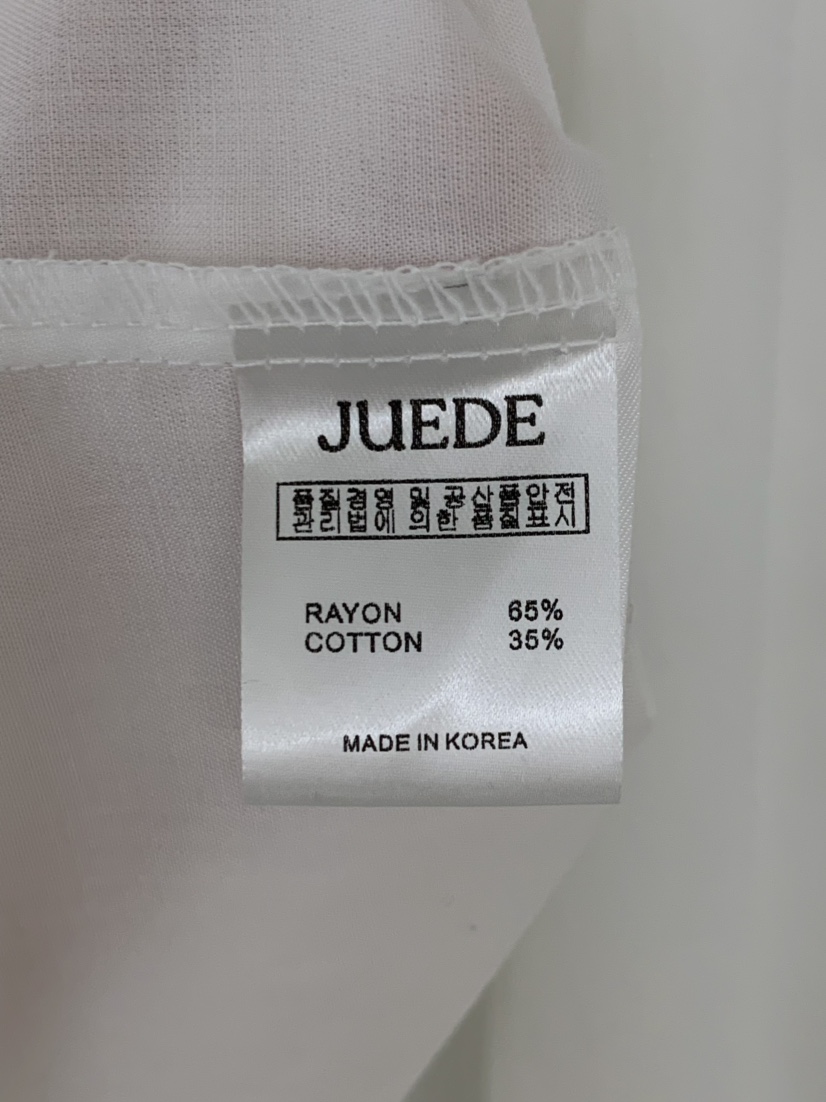 JUEDE
품질경영 및 공산품안전
관리법에 의한 품질표시
RAYON 65%
COTTON 35%
MADE IN KOREA